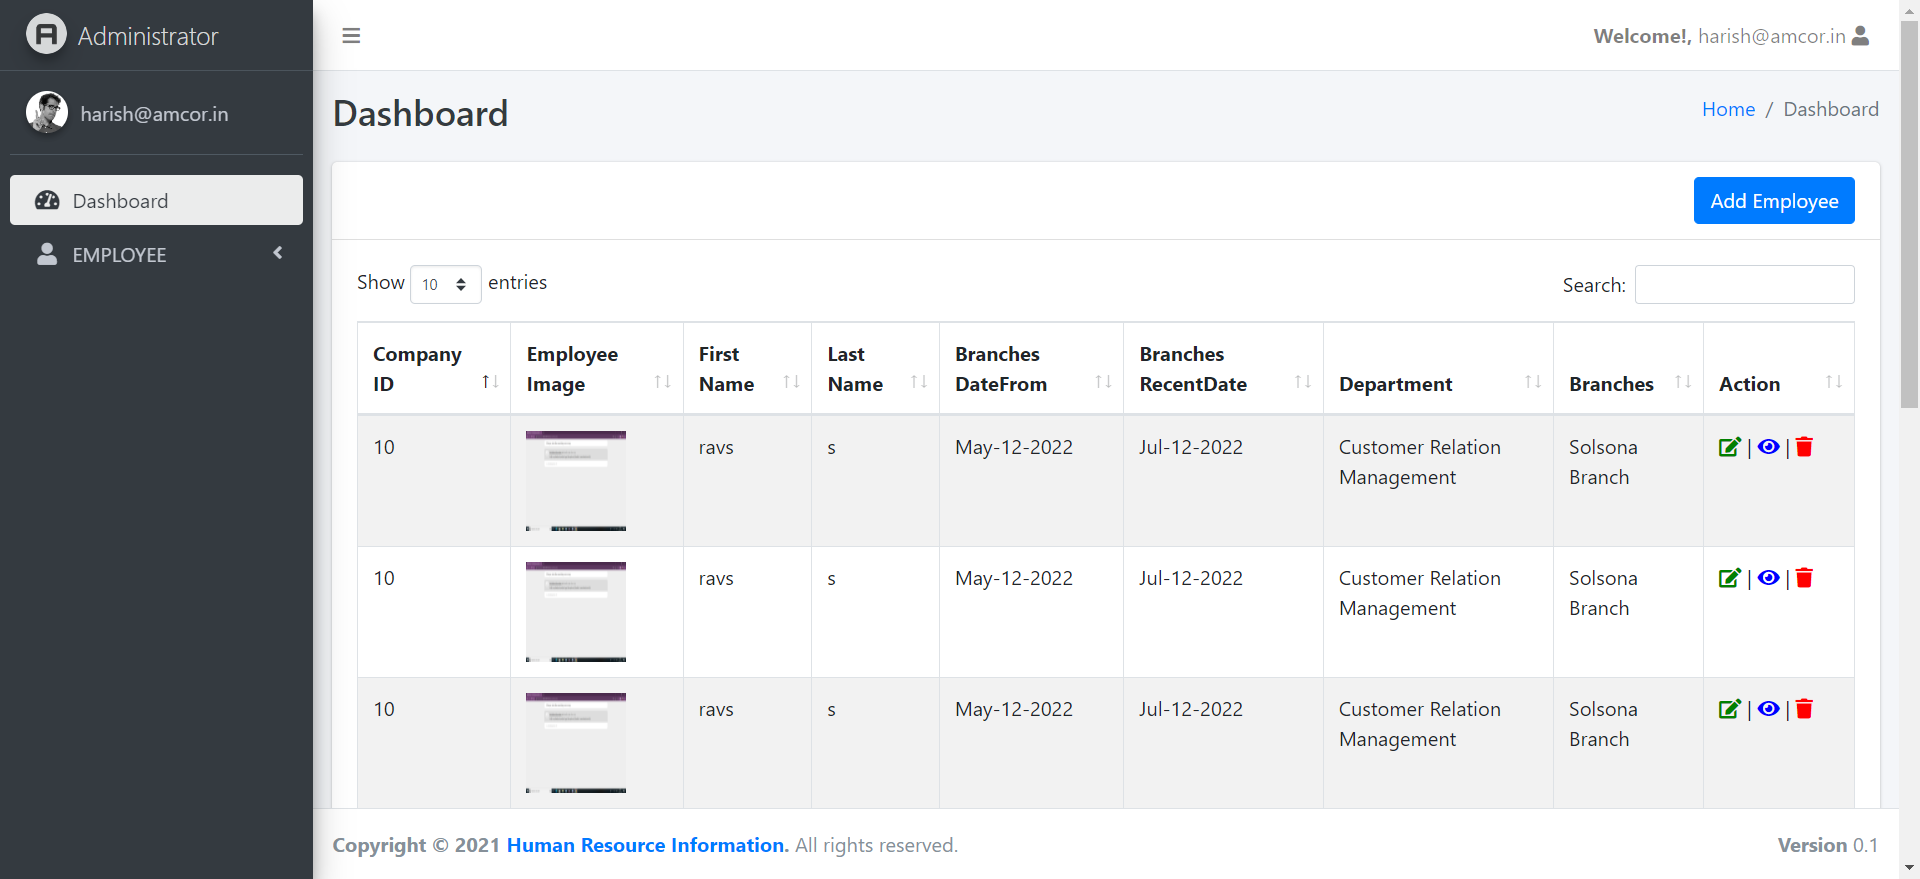 Administrator
Welcome!, harish@amcor.in
harish@amcor.in
Dashboard
EMPLOYEE
Dashboard
Home / Dashboard
Add Employee
Show 10 entries
Search:
Company ID
Employee Image
First Name
Last Name
Branches DateFrom
Branches RecentDate
Department
Branches
Action
10 ravs s May-12-2022 Jul-12-2022 Customer Relation Management Solsona Branch | |
10 ravs s May-12-2022 Jul-12-2022 Customer Relation Management Solsona Branch | |
10 ravs s May-12-2022 Jul-12-2022 Customer Relation Management Solsona Branch | |
Copyright © 2021 Human Resource Information. All rights reserved.
Version 0.1